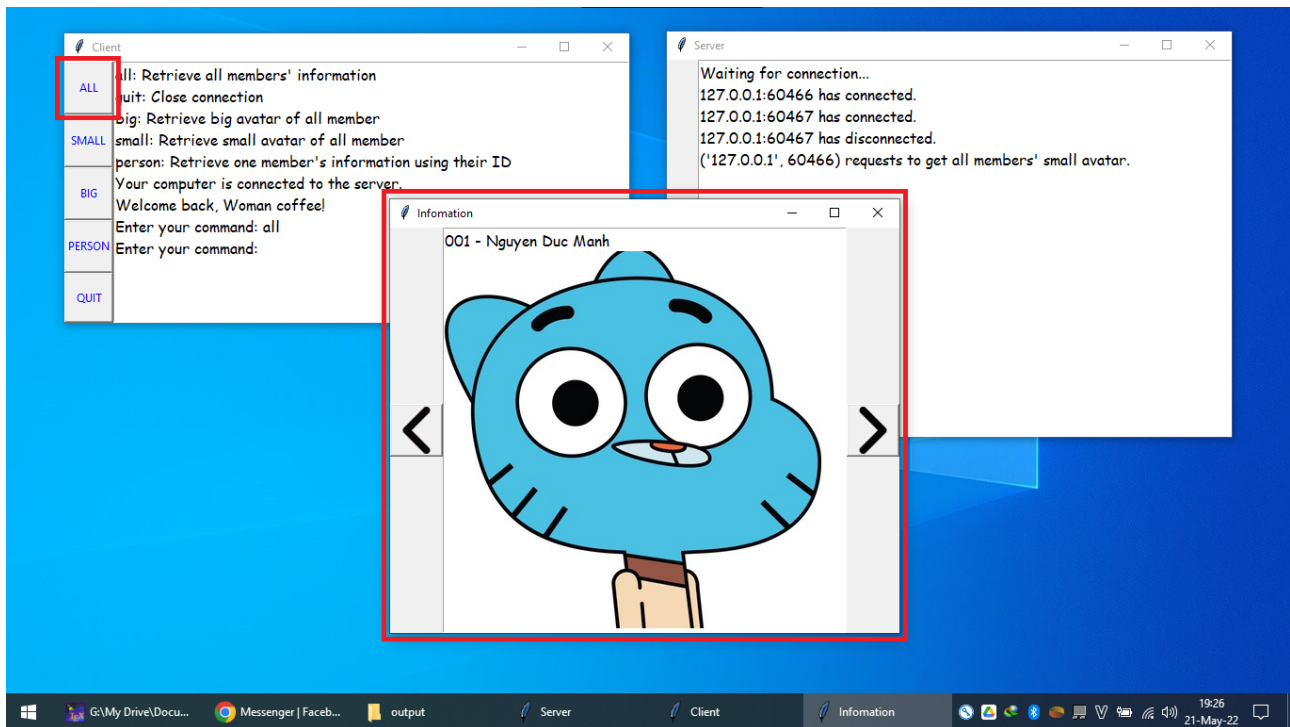 Client
ALL
SMALL
BIG
PERSON
QUIT
all: Retrieve all members' information
quit: Close connection
big: Retrieve big avatar of all member
small: Retrieve small avatar of all member
person: Retrieve one member's information using their ID
Your computer is connected to the server.
Welcome back, Woman coffee!
Enter your command: all
Enter your command:
Server
Waiting for connection...
127.0.0.1:60466 has connected.
127.0.0.1:60467 has connected.
127.0.0.1:60467 has disconnected.
('127.0.0.1', 60466) requests to get all members' small avatar.
Infomation
001 - Nguyen Duc Manh
G:\My Drive\Docu...
Messenger | Faceb...
output
Server
Client
Infomation
19:26
21-May-22